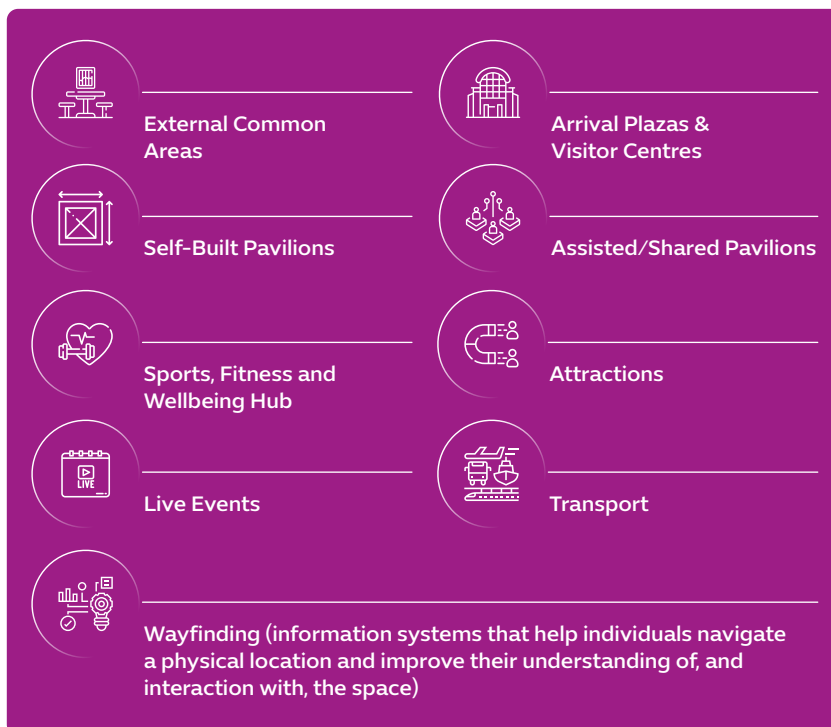 External Common
Areas
Arrival Plazas &
Visitor Centres
Self-Built Pavilions
Assisted/Shared Pavilions
Sports, Fitness and
Wellbeing Hub
Attractions
LIVE
Live Events
Transport
Wayfinding (information systems that help individuals navigate
a physical location and improve their understanding of, and
interaction with, the space)